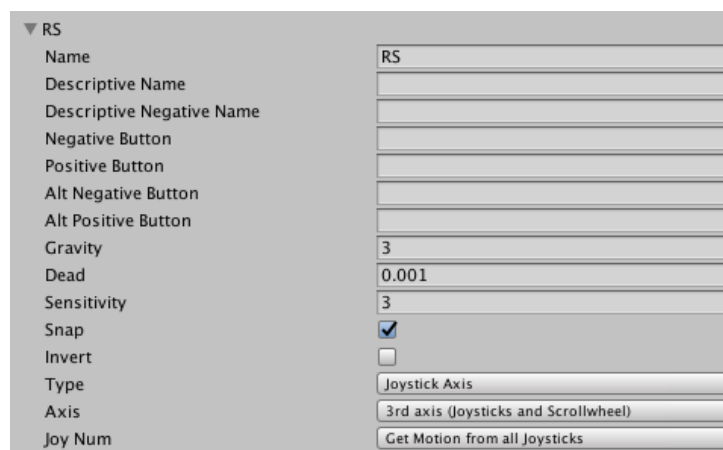 RS
Name RS
Descriptive Name
Descriptive Negative Name
Negative Button
Positive Button
Alt Negative Button
Alt Positive Button
Gravity 3
Dead 0.001
Sensitivity 3
Snap
Invert
Type Joystick Axis
Axis 3rd axis (Joysticks and Scrollwheel)
Joy Num Get Motion from all Joysticks